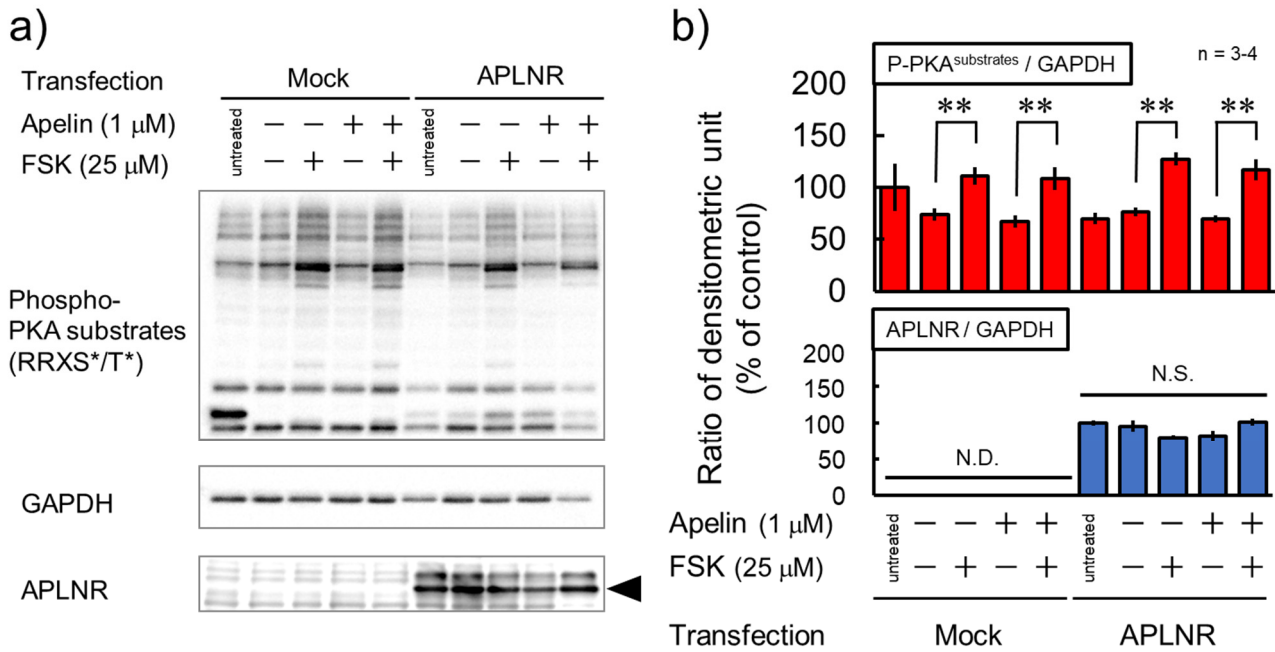 a)
Transfection Mock APLNR
Apelin (1 μM) untreated − − + + untreated − − + +
FSK (25 μM) − + − + − + − +
Phospho-
PKA substrates
(RRXS*/T*)
GAPDH
APLNR
b)
P-PKAsubstrates / GAPDH
n = 3-4
Ratio of densitometric unit
(% of control)
200
150
100
50
0
** ** ** **
APLNR / GAPDH
200
150
100
50
0
N.D.
N.S.
Apelin (1 μM) untreated − − + + untreated − − + +
FSK (25 μM) − + − + − + − +
Transfection Mock APLNR